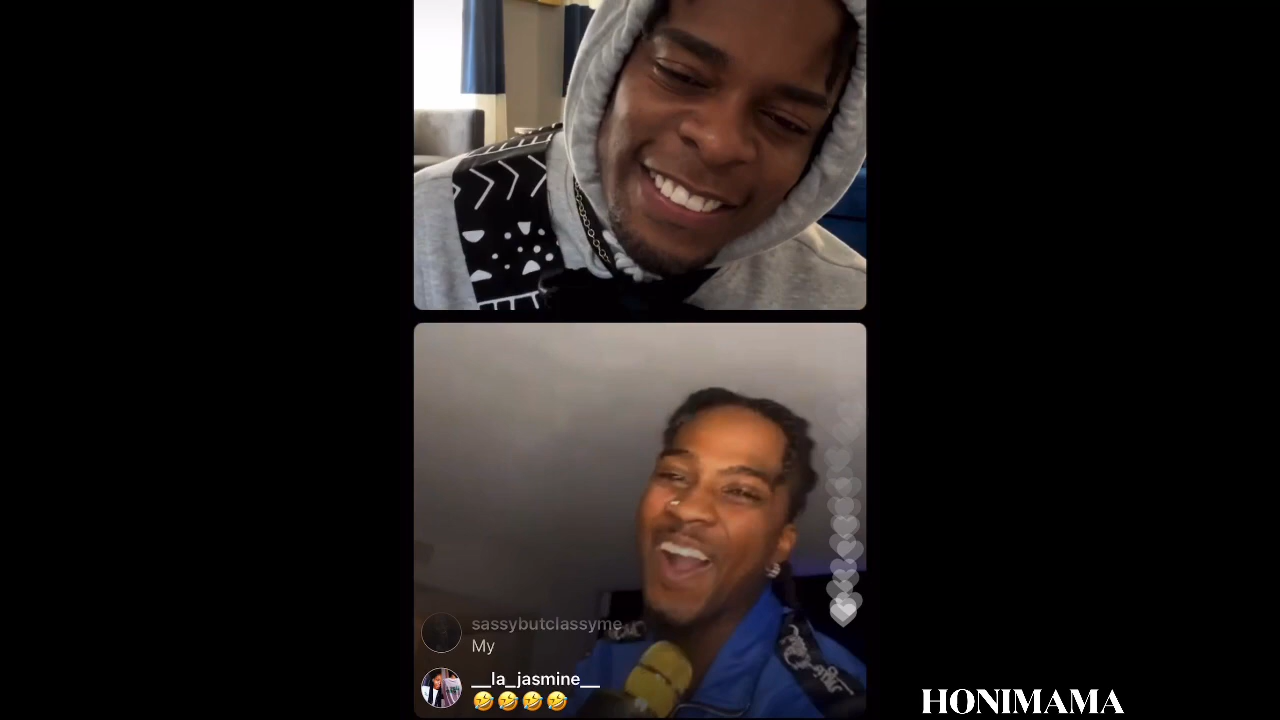 sassybutclassyme
My
__la_jasmine__
🤣🤣🤣🤣
HONIMAMA